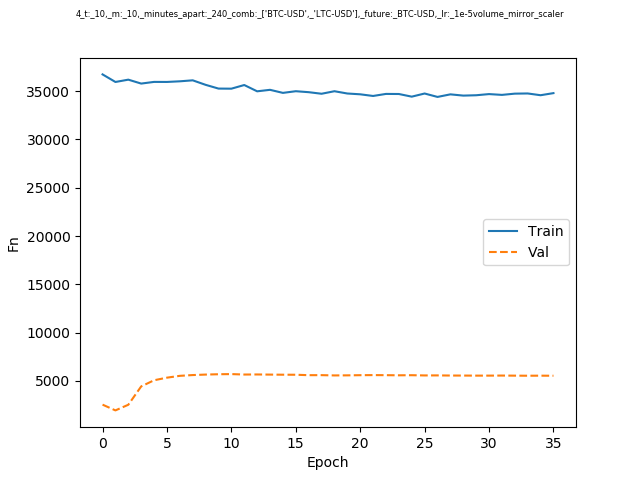 4_t:_10,_m:_10,_minutes_apart:_240_comb:_['BTC-USD',_'LTC-USD'],_future:_BTC-USD,_lr:_1e-5volume_mirror_scaler
35000
30000
25000
20000
15000
10000
5000
Fn
Train
Val
0 5 10 15 20 25 30 35
Epoch